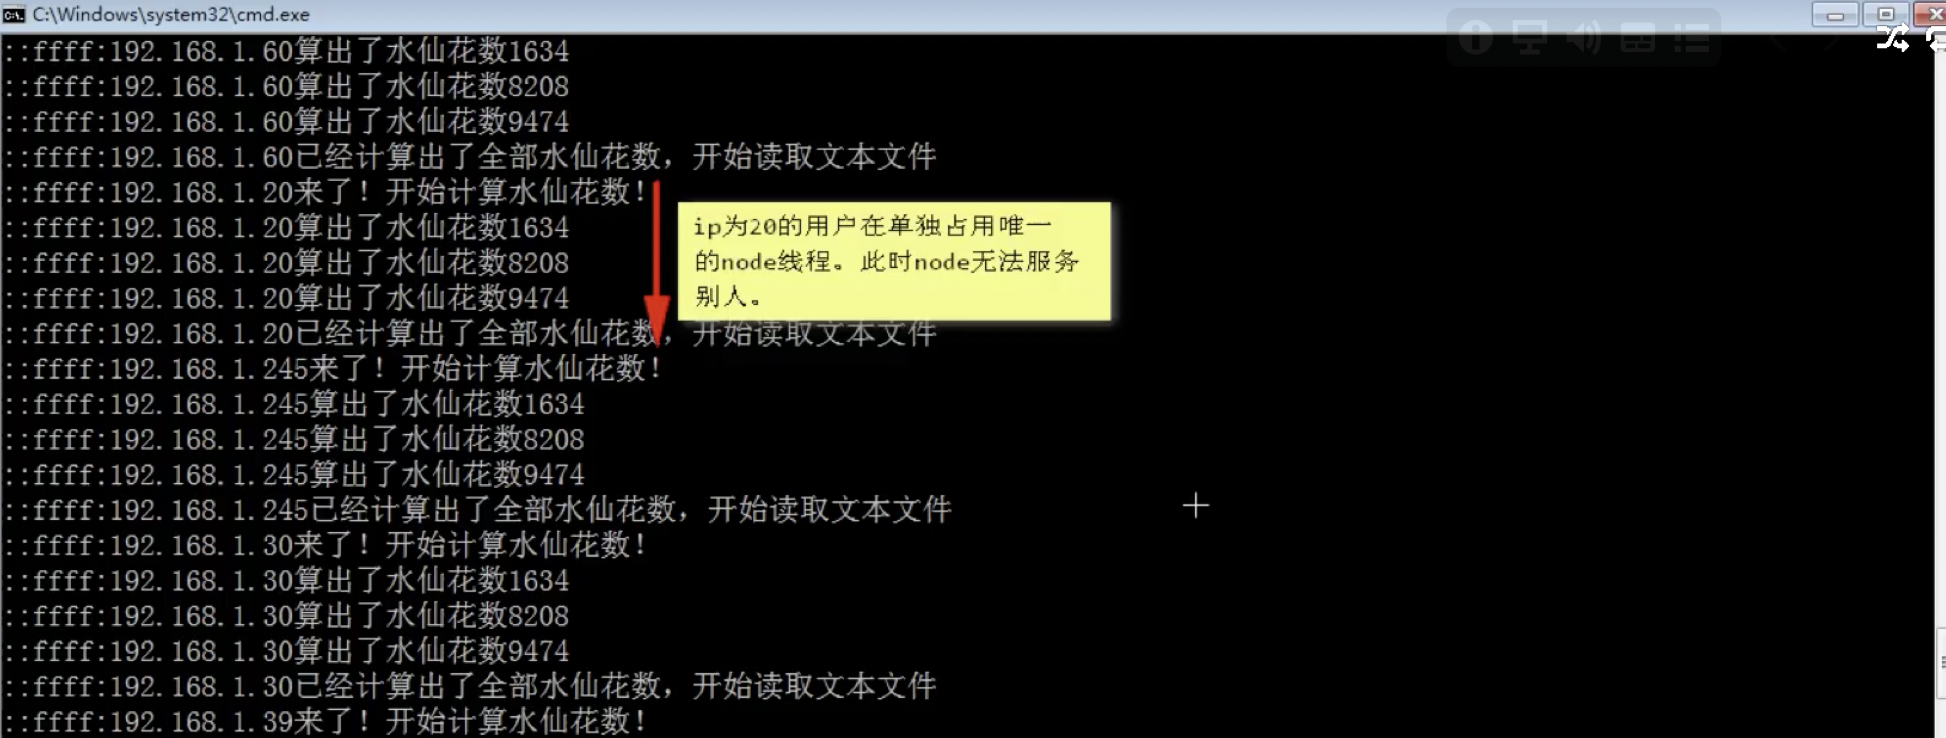 C:\Windows\system32\cmd.exe
::ffff:192.168.1.60算出了水仙花数1634
::ffff:192.168.1.60算出了水仙花数8208
::ffff:192.168.1.60算出了水仙花数9474
::ffff:192.168.1.60已经计算出了全部水仙花数，开始读取文本文件
::ffff:192.168.1.20来了！开始计算水仙花数！
::ffff:192.168.1.20算出了水仙花数1634
::ffff:192.168.1.20算出了水仙花数8208
::ffff:192.168.1.20算出了水仙花数9474
::ffff:192.168.1.20已经计算出了全部水仙花数，开始读取文本文件
ip为20的用户在单独占用唯一
的node线程。此时node无法服务
别人。
::ffff:192.168.1.245来了！开始计算水仙花数！
::ffff:192.168.1.245算出了水仙花数1634
::ffff:192.168.1.245算出了水仙花数8208
::ffff:192.168.1.245算出了水仙花数9474
::ffff:192.168.1.245已经计算出了全部水仙花数，开始读取文本文件
::ffff:192.168.1.30来了！开始计算水仙花数！
::ffff:192.168.1.30算出了水仙花数1634
::ffff:192.168.1.30算出了水仙花数8208
::ffff:192.168.1.30算出了水仙花数9474
::ffff:192.168.1.30已经计算出了全部水仙花数，开始读取文本文件
::ffff:192.168.1.39来了！开始计算水仙花数！